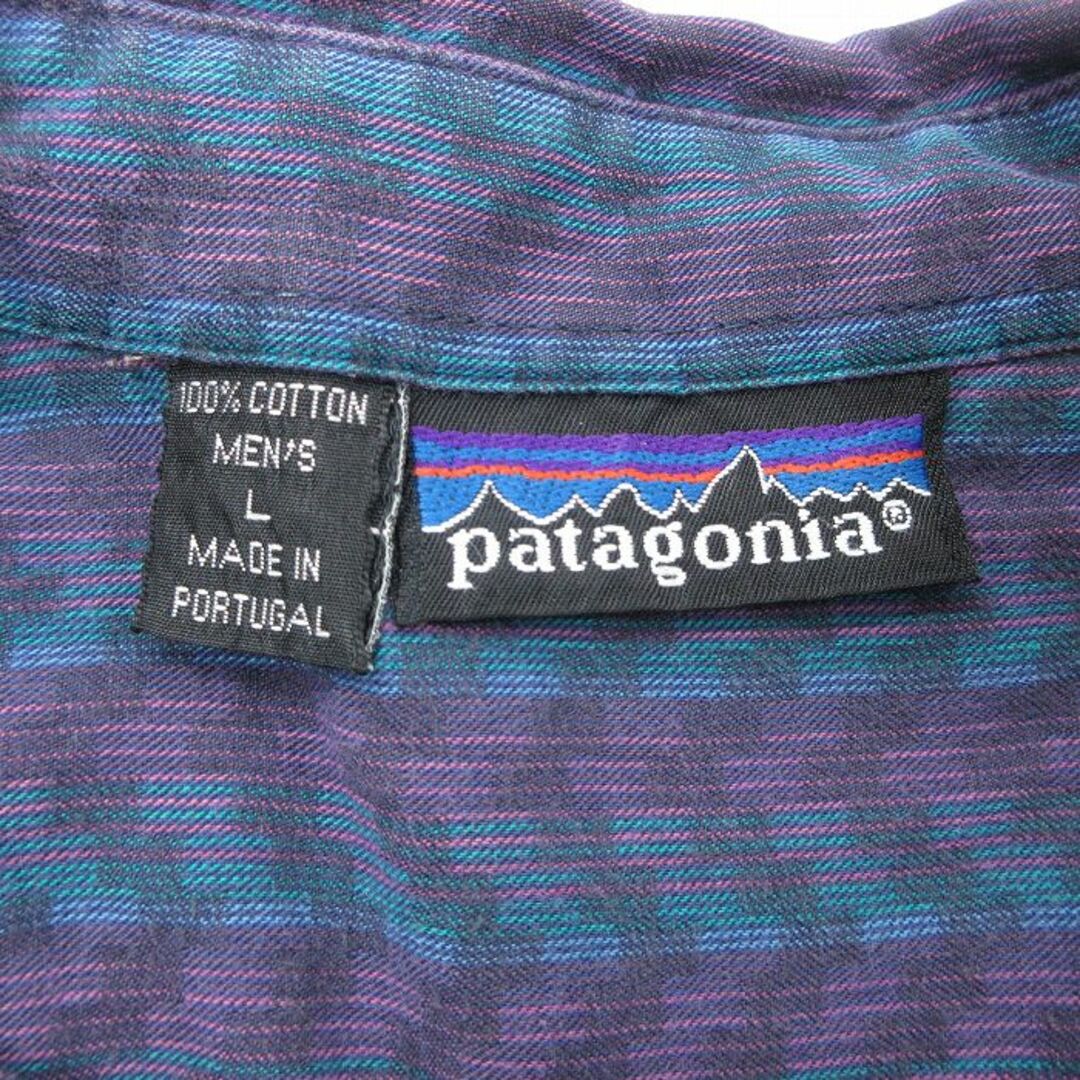 100% COTTON
MEN'S
L
MADE IN
PORTUGAL
patagonia®